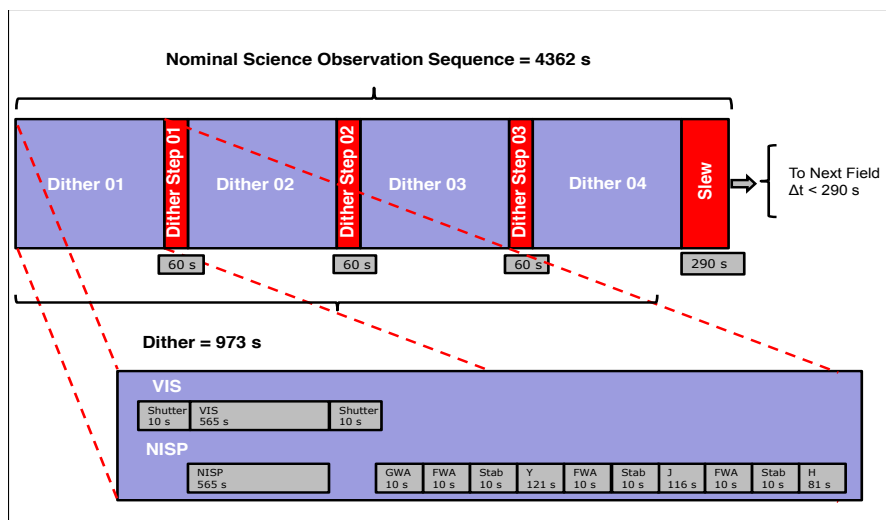 Nominal Science Observation Sequence = 4362 s
Dither 01
Dither Step 01
Dither 02
Dither Step 02
Dither 03
Dither Step 03
Dither 04
Slew
To Next Field
Δt < 290 s
60 s
60 s
60 s
290 s
Dither = 973 s
VIS
Shutter
10 s
VIS
565 s
Shutter
10 s
NISP
NISP
565 s
GWA
10 s
FWA
10 s
Stab
10 s
Y
121 s
FWA
10 s
Stab
10 s
J
116 s
FWA
10 s
Stab
10 s
H
81 s